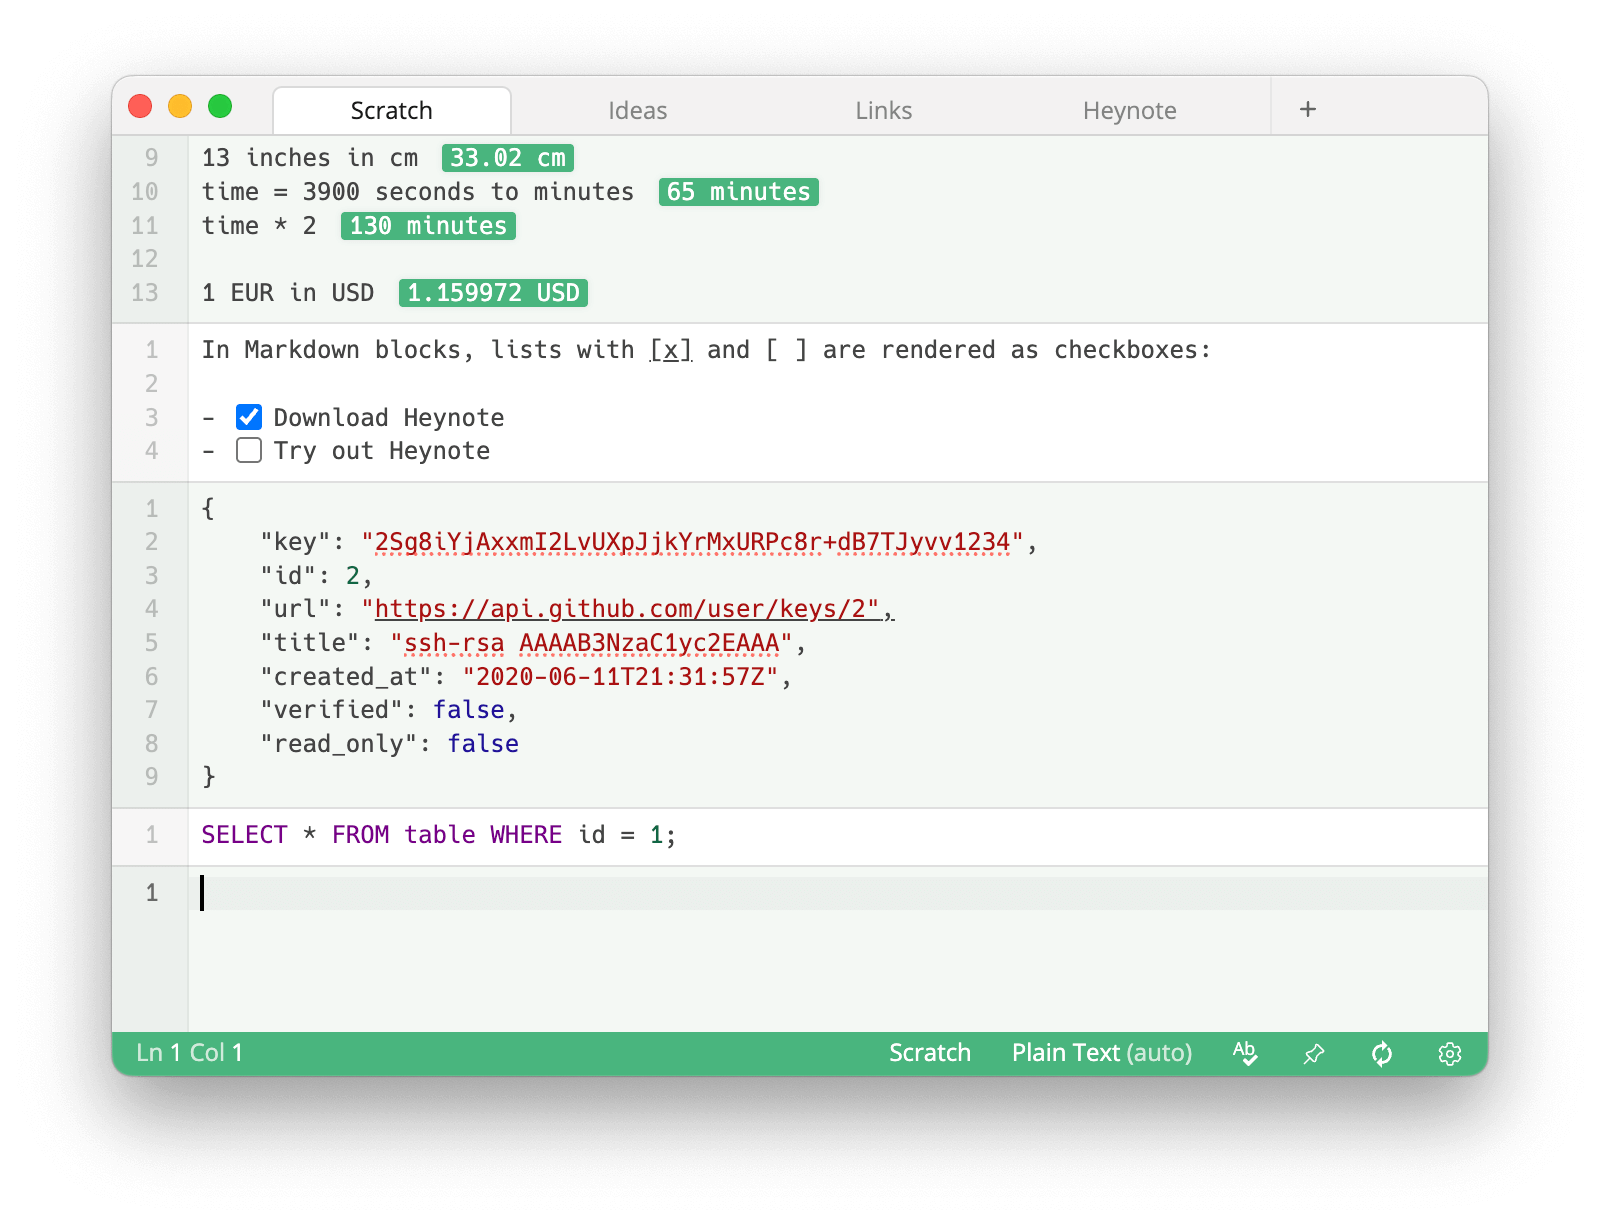 Scratch Ideas Links Heynote +
9 13 inches in cm 33.02 cm
10 time = 3900 seconds to minutes 65 minutes
11 time * 2 130 minutes
12
13 1 EUR in USD 1.159972 USD
1 In Markdown blocks, lists with [x] and [ ] are rendered as checkboxes:
2
3 - Download Heynote
4 - Try out Heynote
1 {
2 "key": "2Sg8iYjAxxmI2LvUXpJjkYrMxURPc8r+dB7TJyvv1234",
3 "id": 2,
4 "url": "https://api.github.com/user/keys/2",
5 "title": "ssh-rsa AAAAB3NzaC1yc2EAAA",
6 "created_at": "2020-06-11T21:31:57Z",
7 "verified": false,
8 "read_only": false
9 }
1 SELECT * FROM table WHERE id = 1;
1
Ln 1 Col 1 Scratch Plain Text (auto) Ab